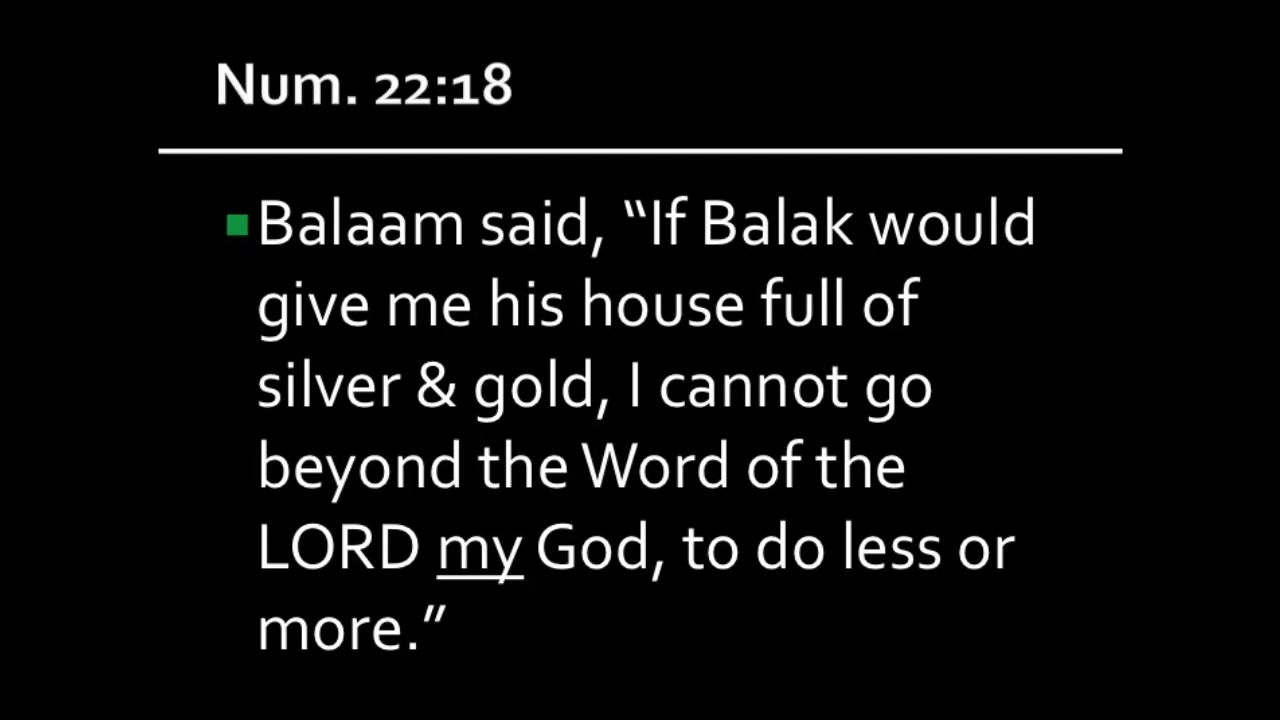 Num. 22:18
Balaam said, “If Balak would
give me his house full of
silver & gold, I cannot go
beyond the Word of the
LORD my God, to do less or
more.”